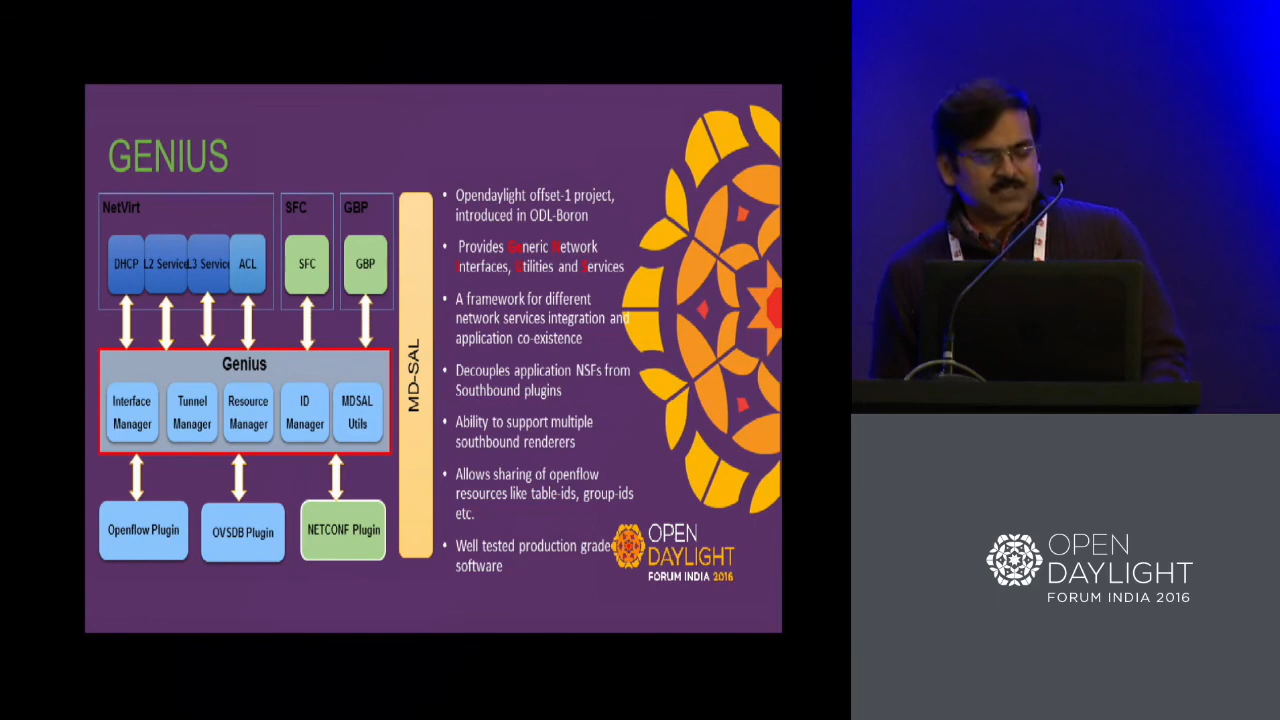 GENIUS
NetVirt
SFC
GBP
DHCP
L2 Service
L3 Service
ACL
SFC
GBP
Genius
Interface
Manager
Tunnel
Manager
Resource
Manager
ID
Manager
MDSAL
Utils
Openflow Plugin
OVSDB Plugin
NETCONF Plugin
MD-SAL
• Opendaylight offset-1 project,
introduced in ODL-Boron
• Provides Generic Network
Interfaces, Utilities and Services
• A framework for different
network services integration and
application co-existence
• Decouples application NSFs from
Southbound plugins
• Ability to support multiple
southbound renderers
• Allows sharing of openflow
resources like table-ids, group-ids
etc.
• Well tested production grade
software
OPEN
DAYLIGHT
FORUM INDIA 2016
OPEN
DAYLIGHT
FORUM INDIA 2016